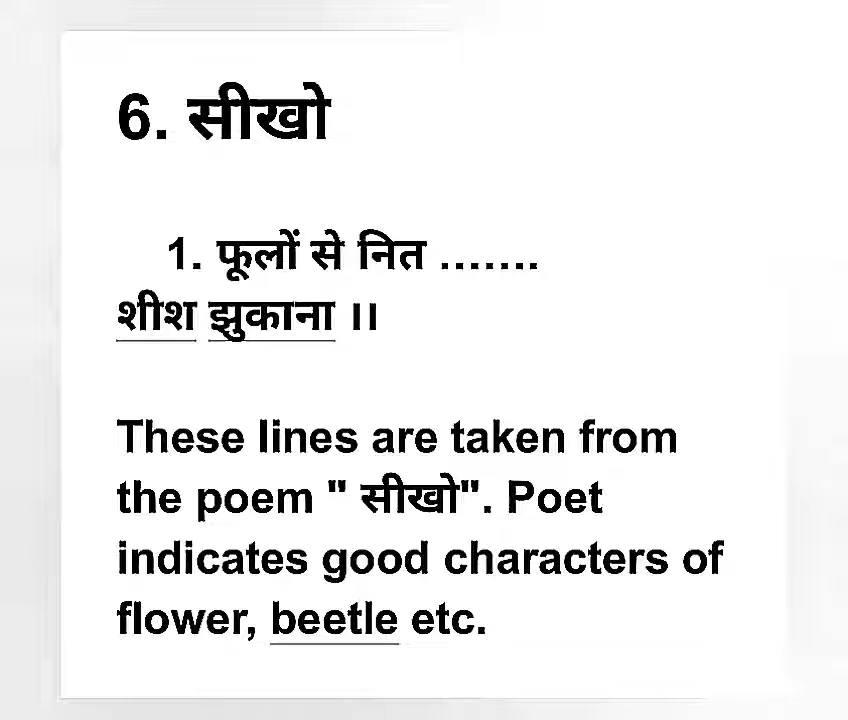 6. सीखो
1. फूलों से नित .......
शीश झुकाना ।।
These lines are taken from
the poem " सीखो". Poet
indicates good characters of
flower, beetle etc.